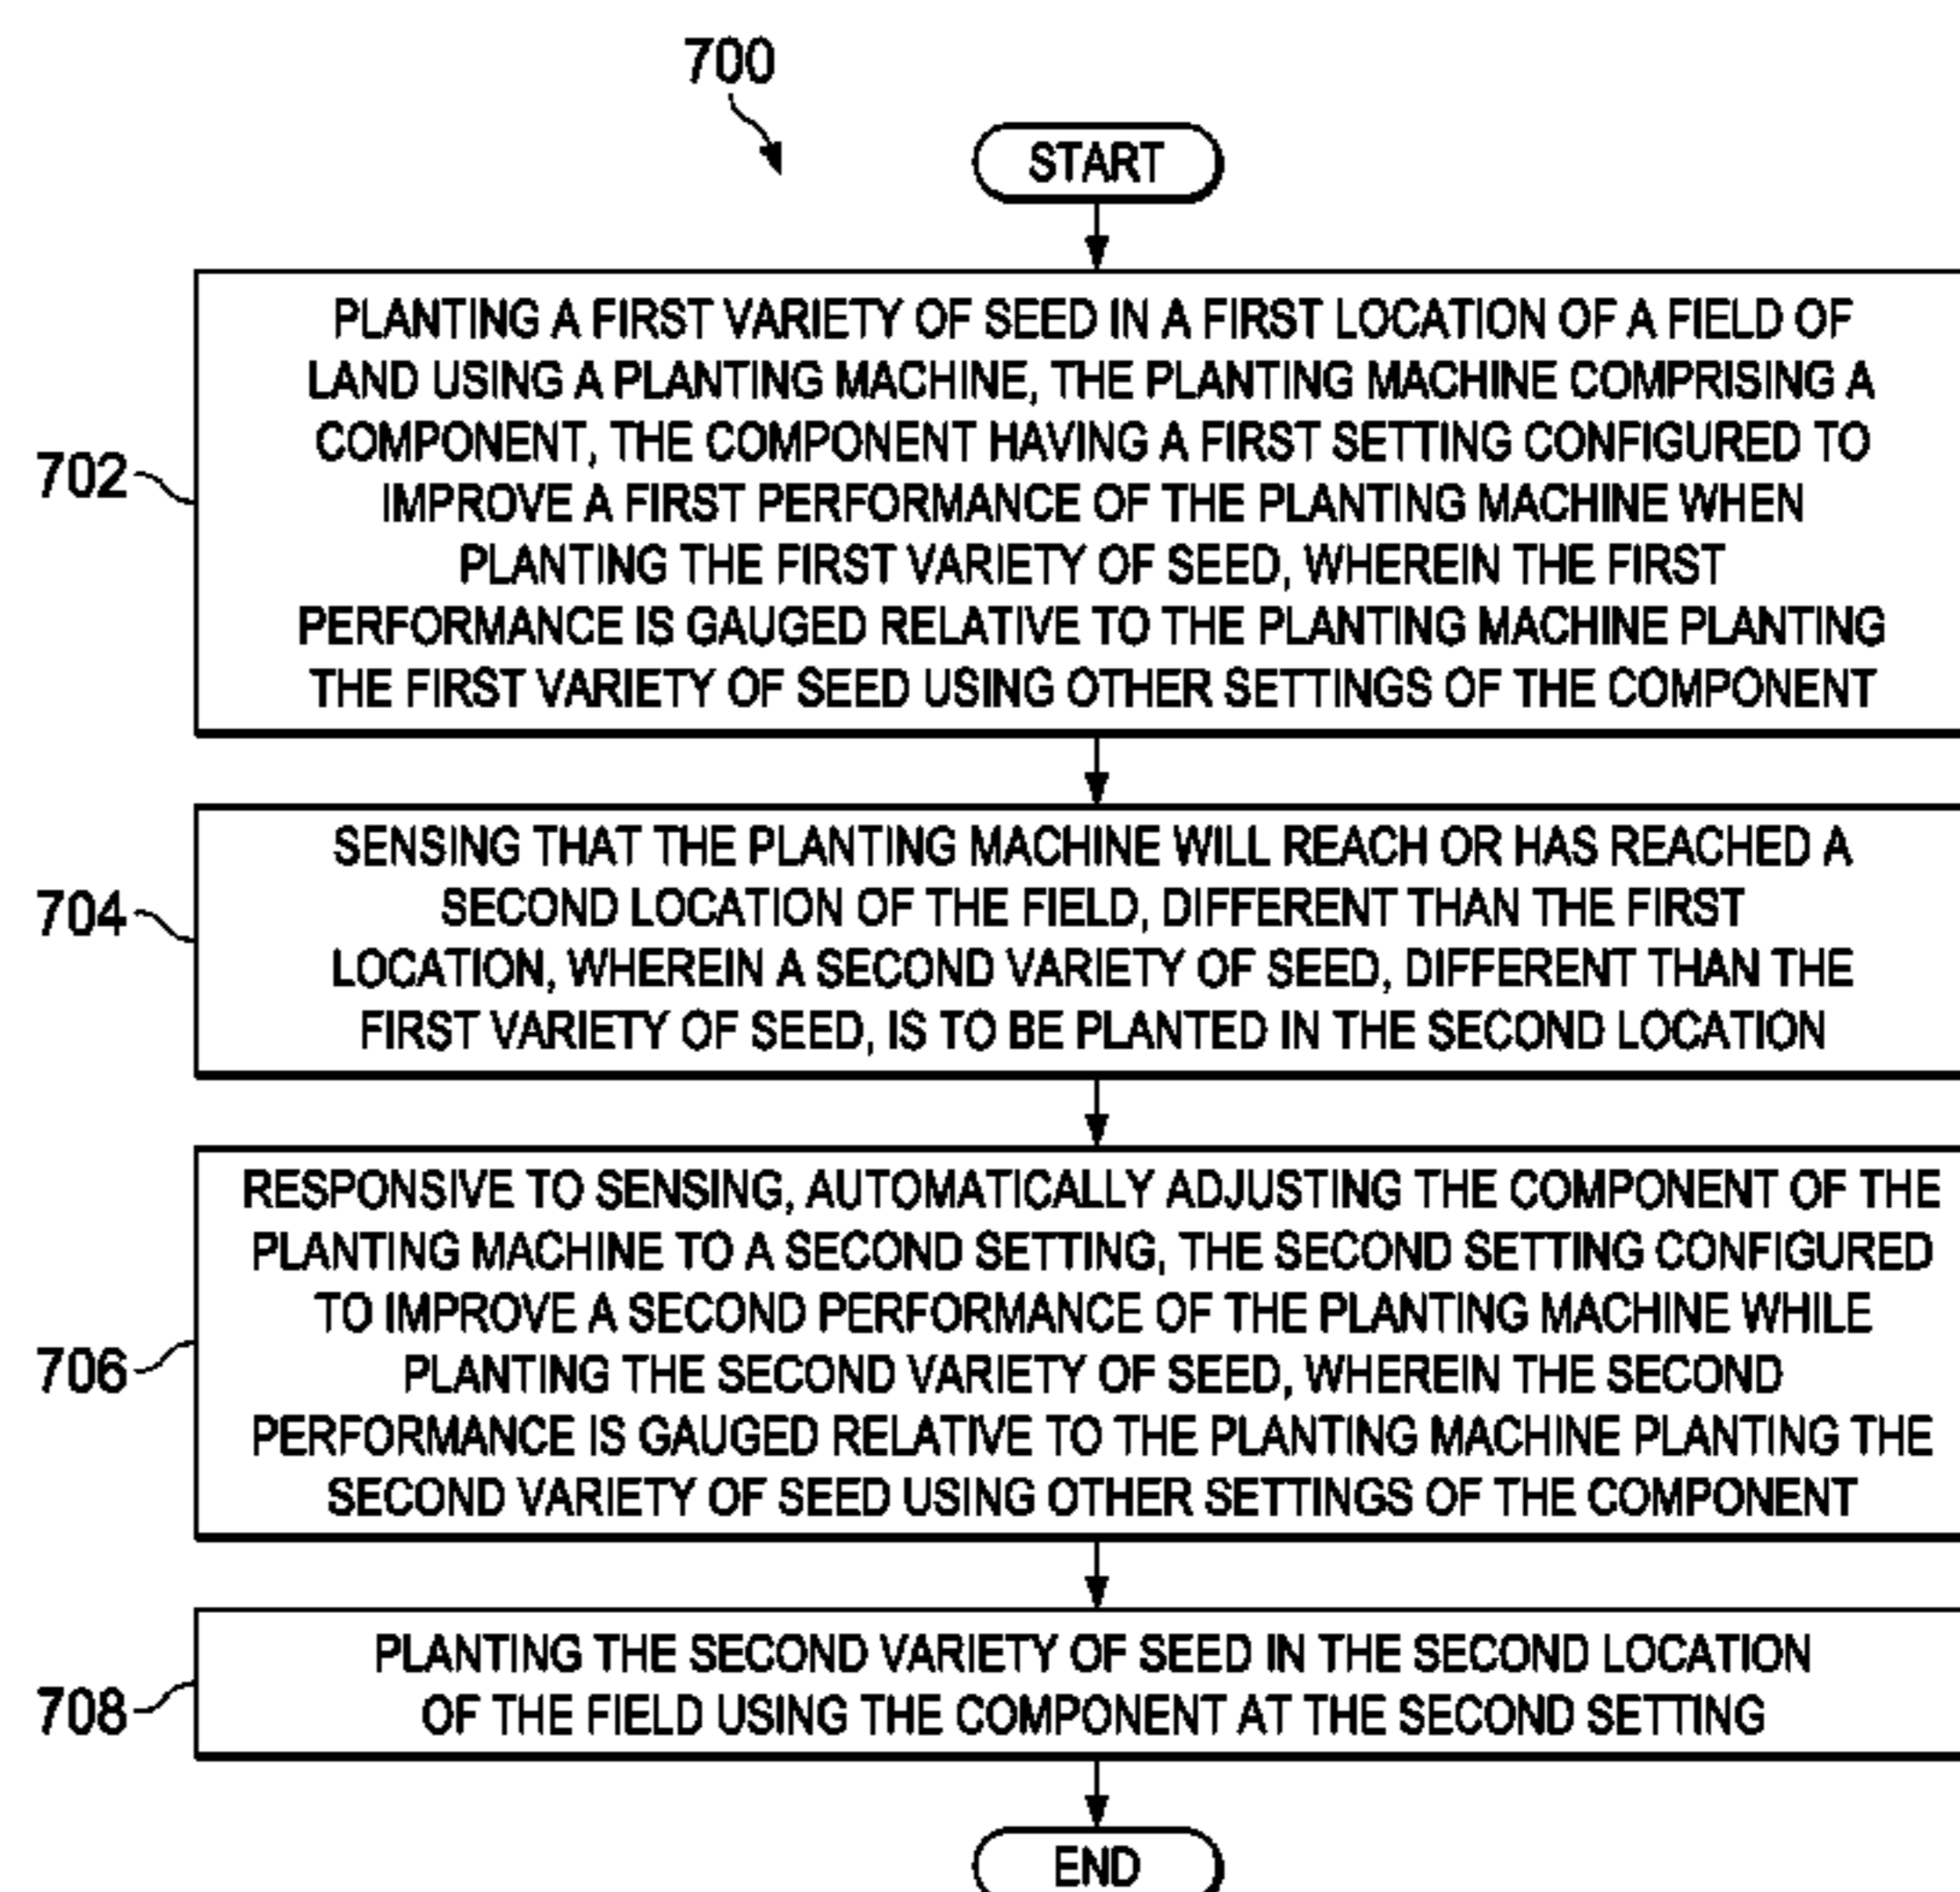 700
START
702
PLANTING A FIRST VARIETY OF SEED IN A FIRST LOCATION OF A FIELD OF
LAND USING A PLANTING MACHINE, THE PLANTING MACHINE COMPRISING A
COMPONENT, THE COMPONENT HAVING A FIRST SETTING CONFIGURED TO
IMPROVE A FIRST PERFORMANCE OF THE PLANTING MACHINE WHEN
PLANTING THE FIRST VARIETY OF SEED, WHEREIN THE FIRST
PERFORMANCE IS GAUGED RELATIVE TO THE PLANTING MACHINE PLANTING
THE FIRST VARIETY OF SEED USING OTHER SETTINGS OF THE COMPONENT
704
SENSING THAT THE PLANTING MACHINE WILL REACH OR HAS REACHED A
SECOND LOCATION OF THE FIELD, DIFFERENT THAN THE FIRST
LOCATION, WHEREIN A SECOND VARIETY OF SEED, DIFFERENT THAN THE
FIRST VARIETY OF SEED, IS TO BE PLANTED IN THE SECOND LOCATION
706
RESPONSIVE TO SENSING, AUTOMATICALLY ADJUSTING THE COMPONENT OF THE
PLANTING MACHINE TO A SECOND SETTING, THE SECOND SETTING CONFIGURED
TO IMPROVE A SECOND PERFORMANCE OF THE PLANTING MACHINE WHILE
PLANTING THE SECOND VARIETY OF SEED, WHEREIN THE SECOND
PERFORMANCE IS GAUGED RELATIVE TO THE PLANTING MACHINE PLANTING THE
SECOND VARIETY OF SEED USING OTHER SETTINGS OF THE COMPONENT
708
PLANTING THE SECOND VARIETY OF SEED IN THE SECOND LOCATION
OF THE FIELD USING THE COMPONENT AT THE SECOND SETTING
END